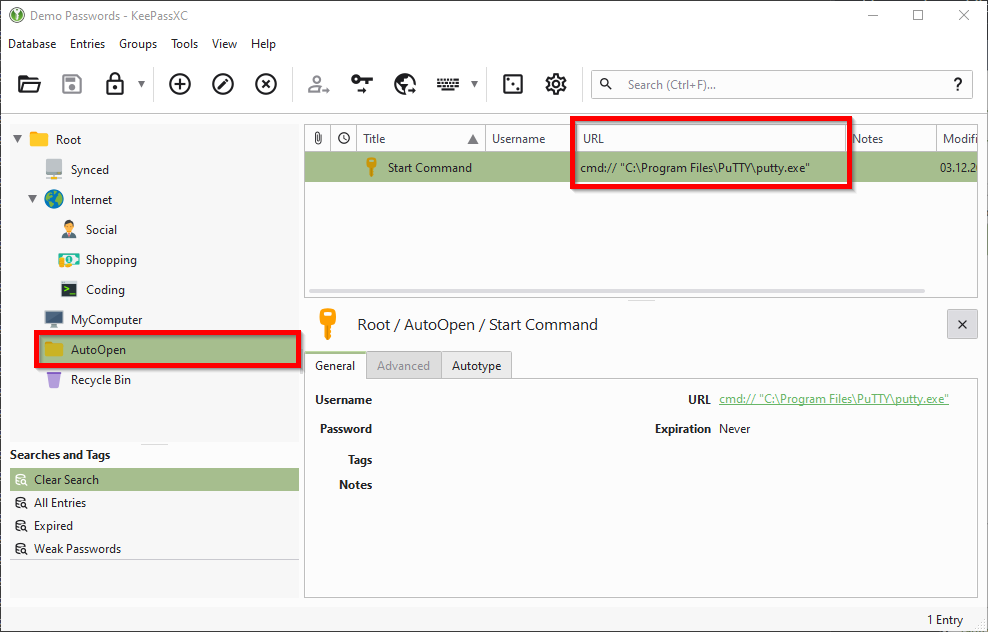 Demo Passwords - KeePassXC
Database Entries Groups Tools View Help
Search (Ctrl+F)... ?
Root
Synced
Internet
Social
Shopping
Coding
MyComputer
AutoOpen
Recycle Bin
Searches and Tags
Clear Search
All Entries
Expired
Weak Passwords
Title Username URL Notes Modifi
Start Command cmd:// "C:\Program Files\PuTTY\putty.exe" 03.12.20
Root / AutoOpen / Start Command
General Advanced Autotype
Username URL cmd:// "C:\Program Files\PuTTY\putty.exe"
Password Expiration Never
Tags
Notes
1 Entry